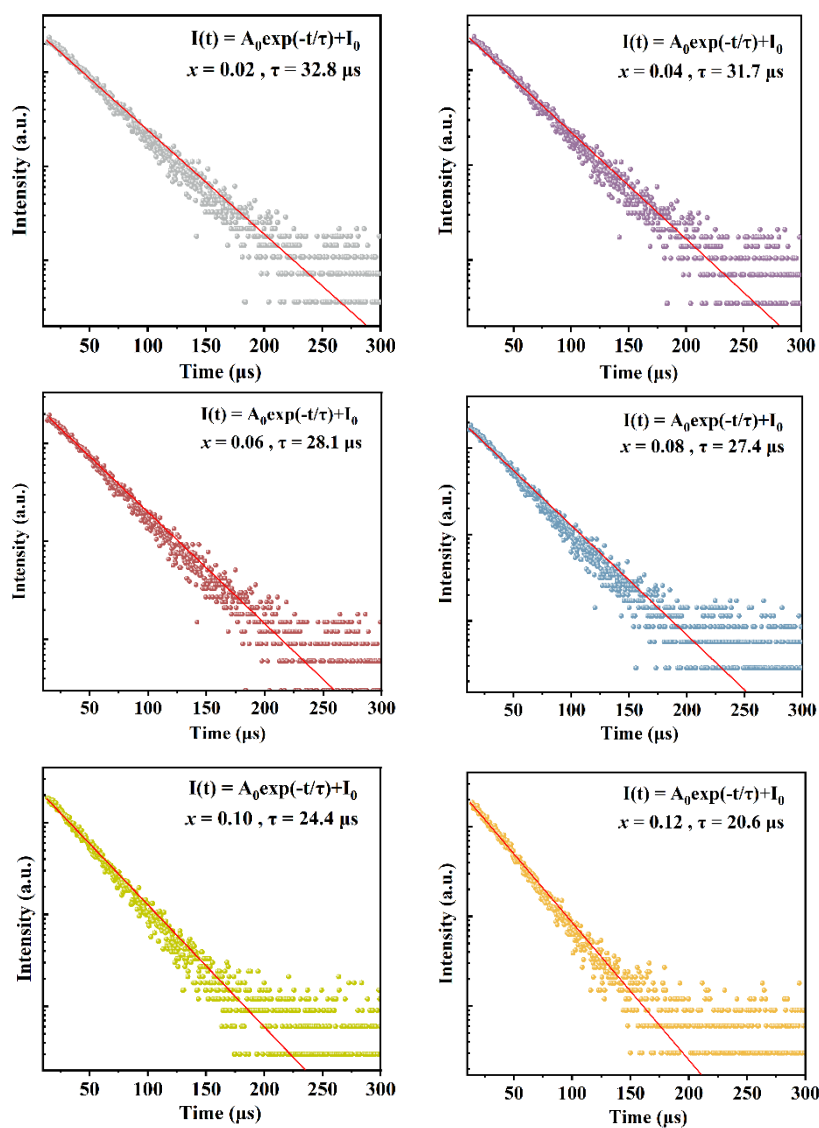 I(t) = A₀exp(-t/τ)+I₀
x = 0.02 , τ = 32.8 μs
Intensity (a.u.)
50 100 150 200 250 300
Time (μs)
I(t) = A₀exp(-t/τ)+I₀
x = 0.04 , τ = 31.7 μs
Intensity (a.u.)
50 100 150 200 250 300
Time (μs)
I(t) = A₀exp(-t/τ)+I₀
x = 0.06 , τ = 28.1 μs
Intensity (a.u.)
50 100 150 200 250 300
Time (μs)
I(t) = A₀exp(-t/τ)+I₀
x = 0.08 , τ = 27.4 μs
Intensity (a.u.)
50 100 150 200 250 300
Time (μs)
I(t) = A₀exp(-t/τ)+I₀
x = 0.10 , τ = 24.4 μs
Intensity (a.u.)
50 100 150 200 250 300
Time (μs)
I(t) = A₀exp(-t/τ)+I₀
x = 0.12 , τ = 20.6 μs
Intensity (a.u.)
50 100 150 200 250 300
Time (μs)